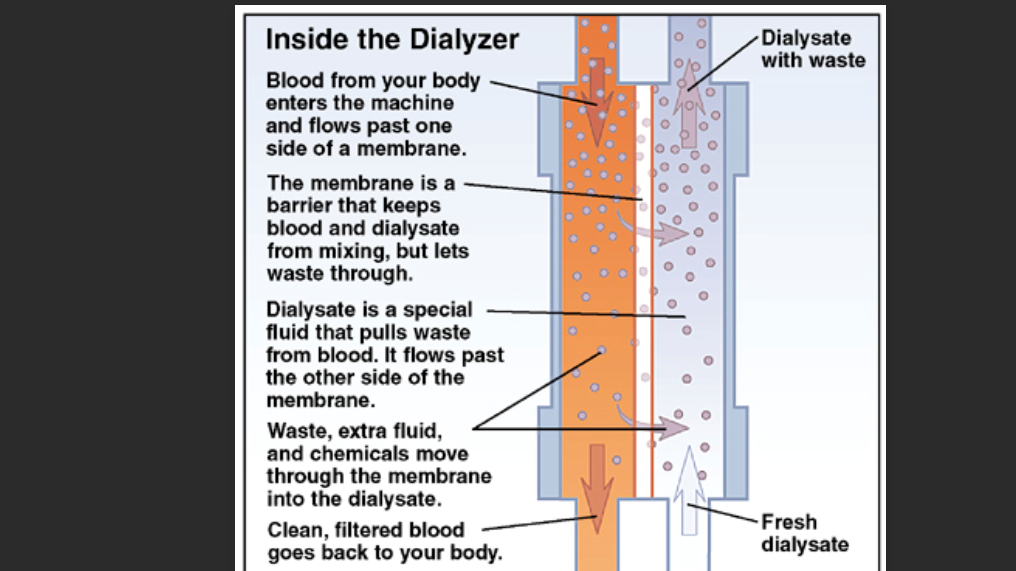 Inside the Dialyzer
Blood from your body
enters the machine
and flows past one
side of a membrane.
The membrane is a
barrier that keeps
blood and dialysate
from mixing, but lets
waste through.
Dialysate is a special
fluid that pulls waste
from blood. It flows past
the other side of the
membrane.
Waste, extra fluid,
and chemicals move
through the membrane
into the dialysate.
Clean, filtered blood
goes back to your body.
Dialysate
with waste
Fresh
dialysate